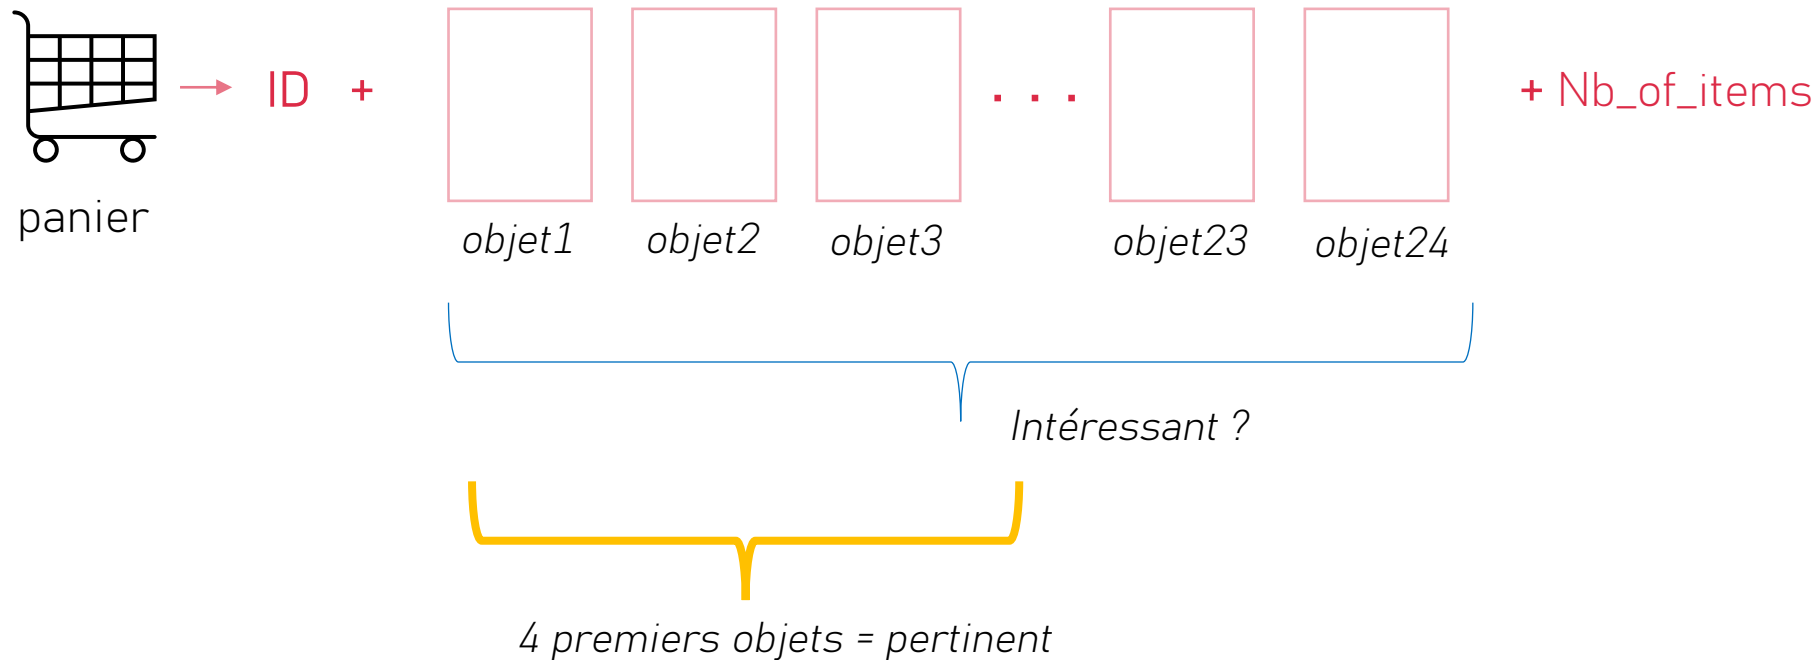 ID + . . . + Nb_of_items
panier
objet1 objet2 objet3 objet23 objet24
Intéressant ?
4 premiers objets = pertinent